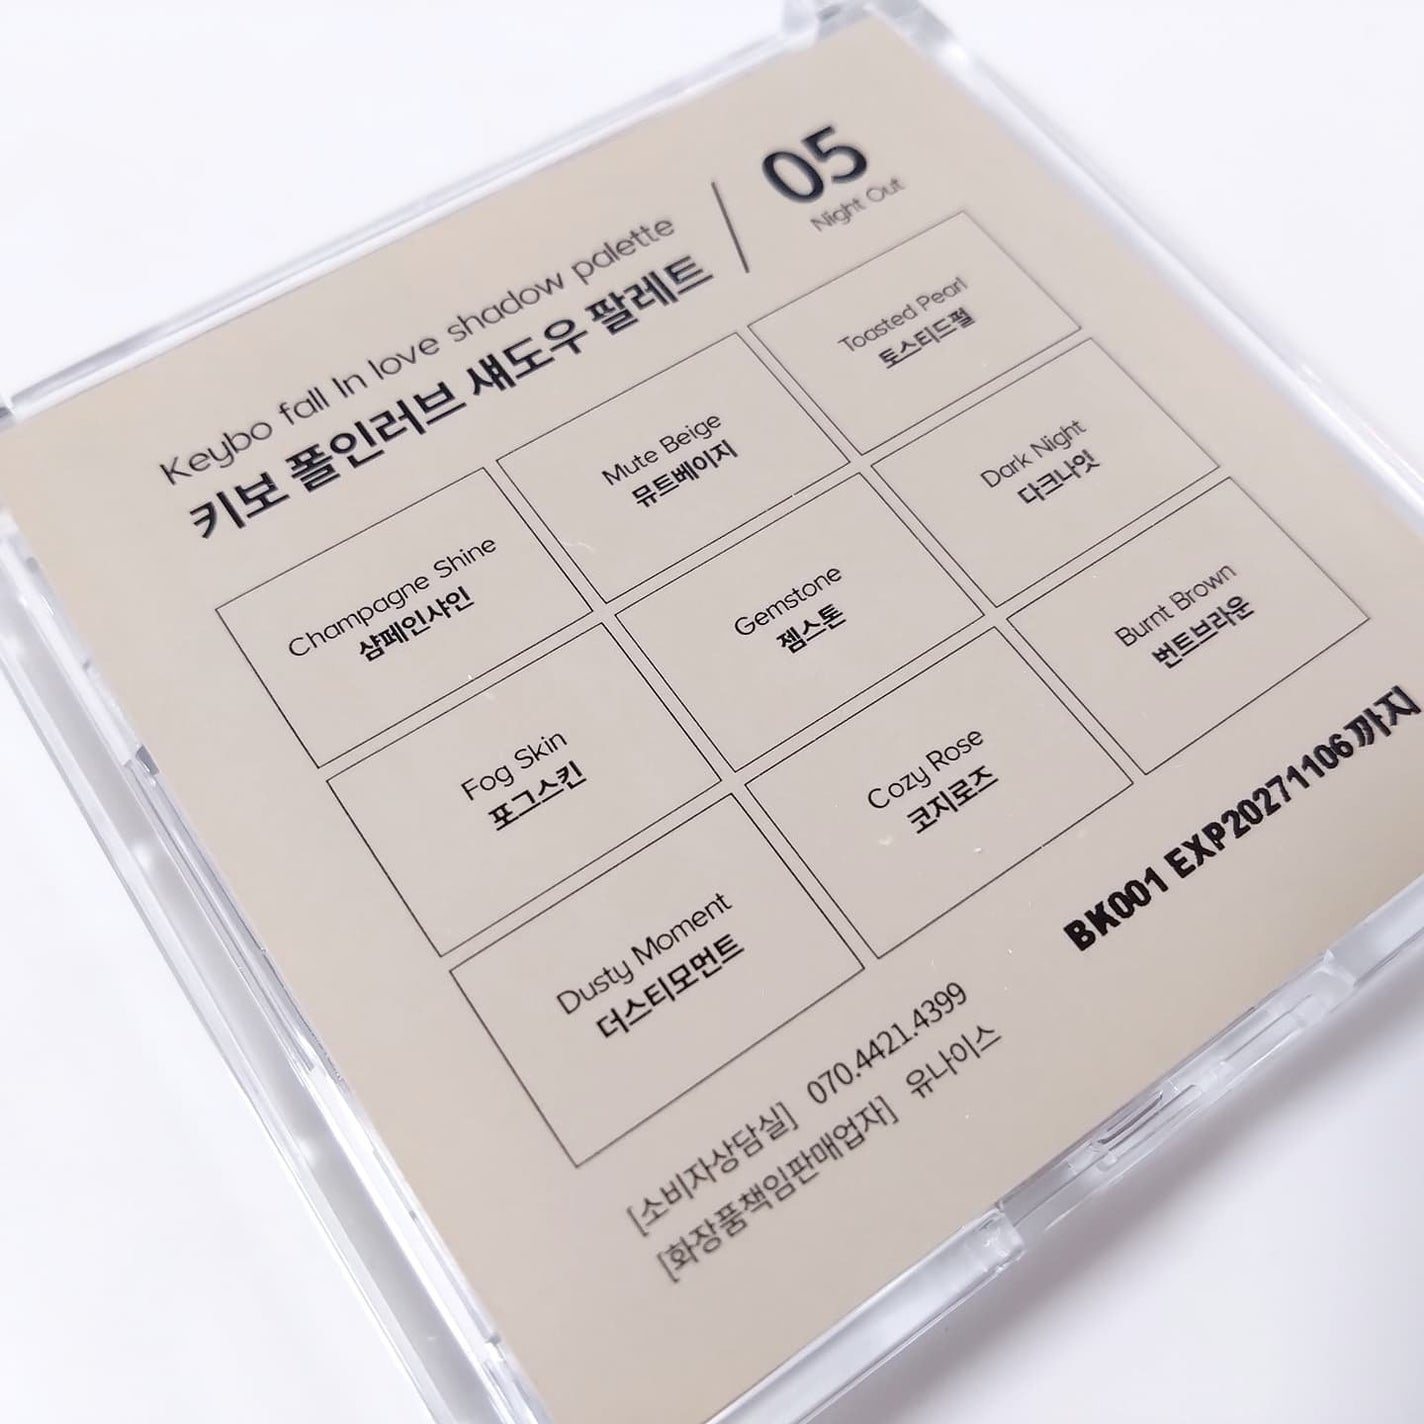 Keybo fall In love shadow palette
키보 폴인러브 섀도우 팔레트
05
Night Out
Champagne Shine
샴페인샤인
Mute Beige
뮤트베이지
Toasted Pearl
토스티드펄
Fog Skin
포그스킨
Gemstone
젬스톤
Dark Night
다크나잇
Dusty Moment
더스티모먼트
Cozy Rose
코지로즈
Burnt Brown
번트브라운
BK001 EXP20271106까지
[소비자상담실] 070.4421.4399
[화장품책임판매업자] 유나이스